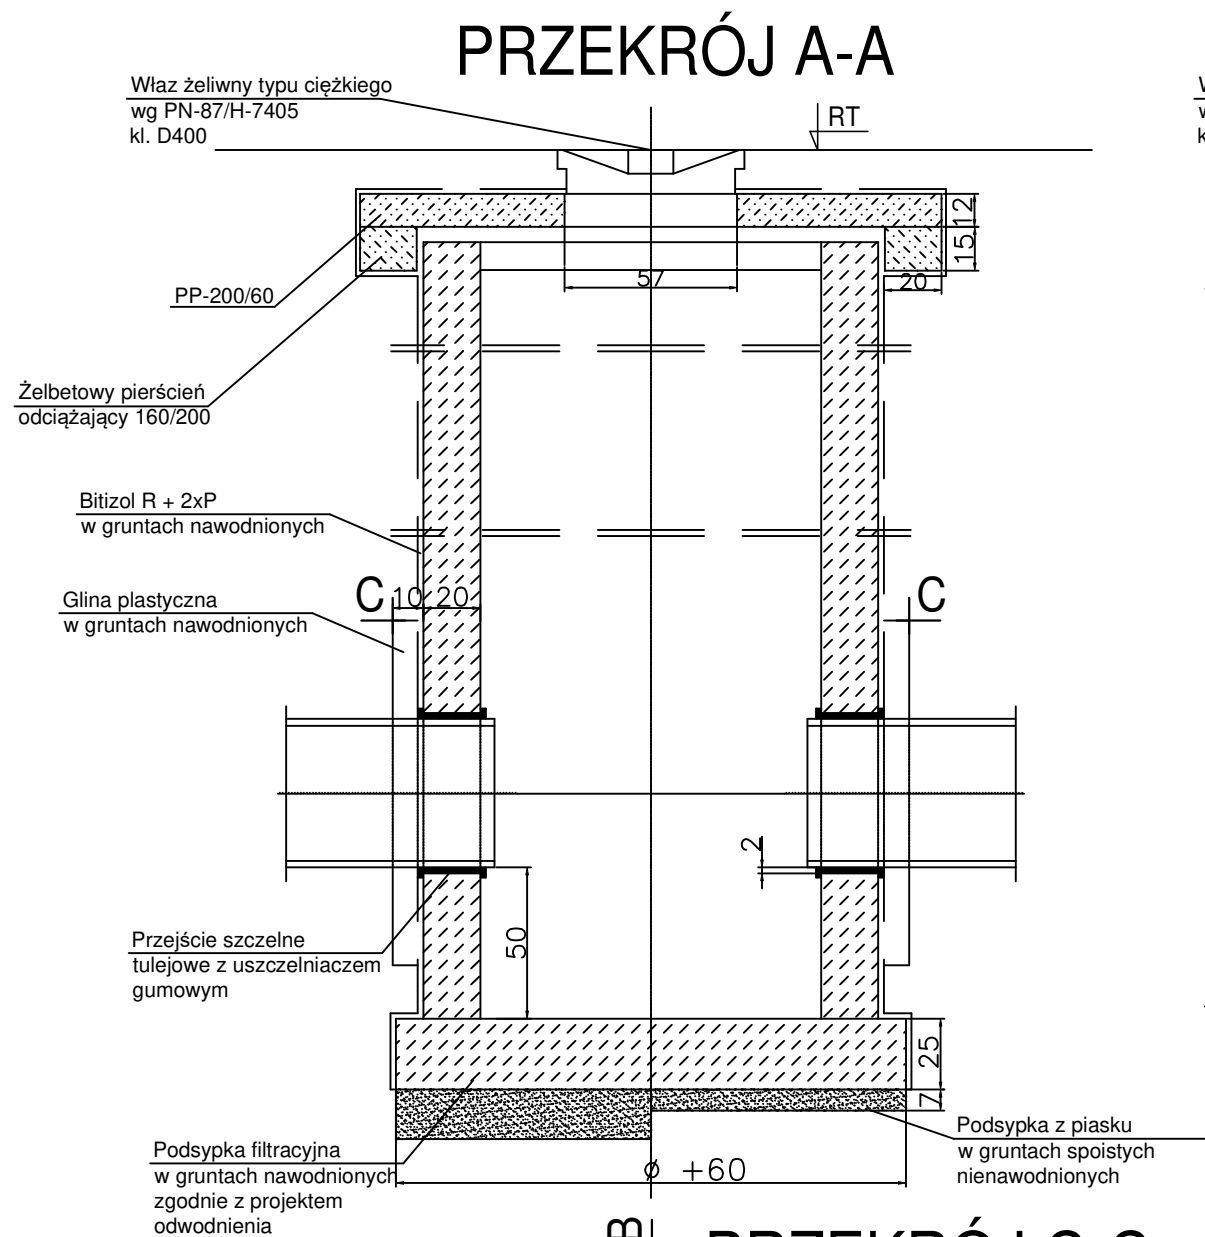 PRZEKRÓJ A-A
Właz żeliwny typu ciężkiego
wg PN-87/H-7405
kl. D400
RT
12
15
57
20
PP-200/60
Żelbetowy pierścień
odciążający 160/200
Bitizol R + 2xP
w gruntach nawodnionych
C
10
20
C
Glina plastyczna
w gruntach nawodnionych
2
50
Przejście szczelne
tulejowe z uszczelniaczem
gumowym
25
7
Podsypka z piasku
w gruntach spoistych
nienawodnionych
Podsypka filtracyjna
w gruntach nawodnionych
zgodnie z projektem
odwodnienia
ø +60
B